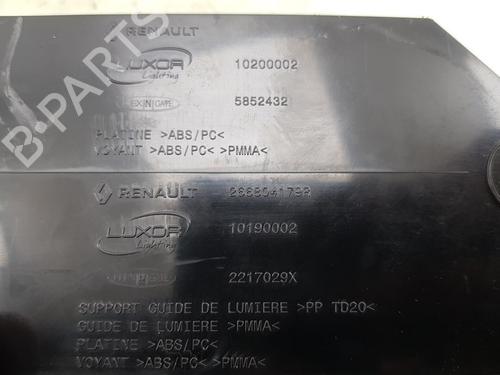 RENAULT
LUXOR 10200002
Lighting
5852432
PLATINE >ABS/PC<
VOYANT >ABS/PC< >PMMA<
RENAULT 266804179R
LUXOR 10190002
Lighting
2217029X
SUPPORT GUIDE DE LUMIERE >PP TD20<
GUIDE DE LUMIERE >PMMA<
PLATINE >ABS/PC<
VOYANT >ABS/PC< >PMMA<
B-PARTS